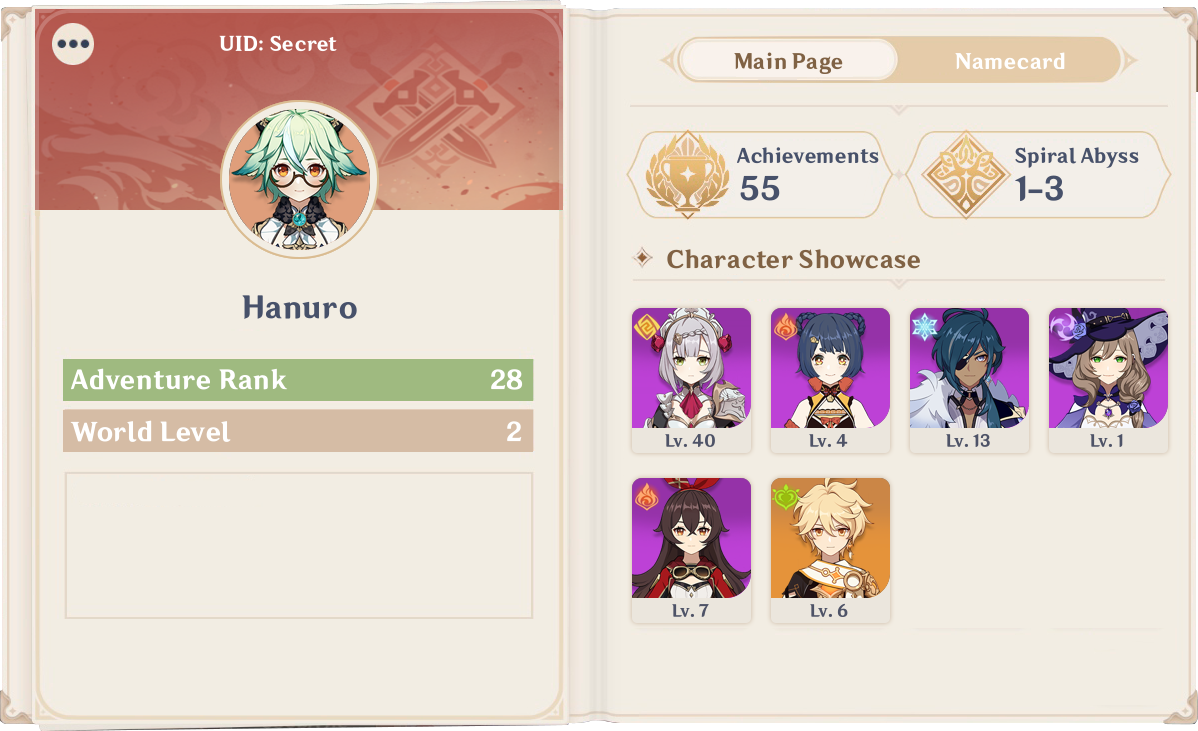 UID: Secret
Hanuro
Adventure Rank 28
World Level 2
Main Page Namecard
Achievements
55
Spiral Abyss
1-3
Character Showcase
Lv. 40 Lv. 4 Lv. 13 Lv. 1
Lv. 7 Lv. 6